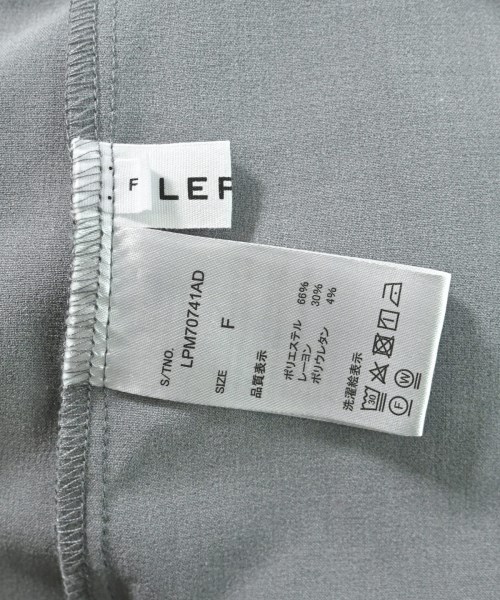 F
LEF
S/TNO.
LPM70741AD
SIZE
F
品質表示
ポリエステル 66%
レーヨン 30%
ポリウレタン 4%
洗濯絵表示
30
F W